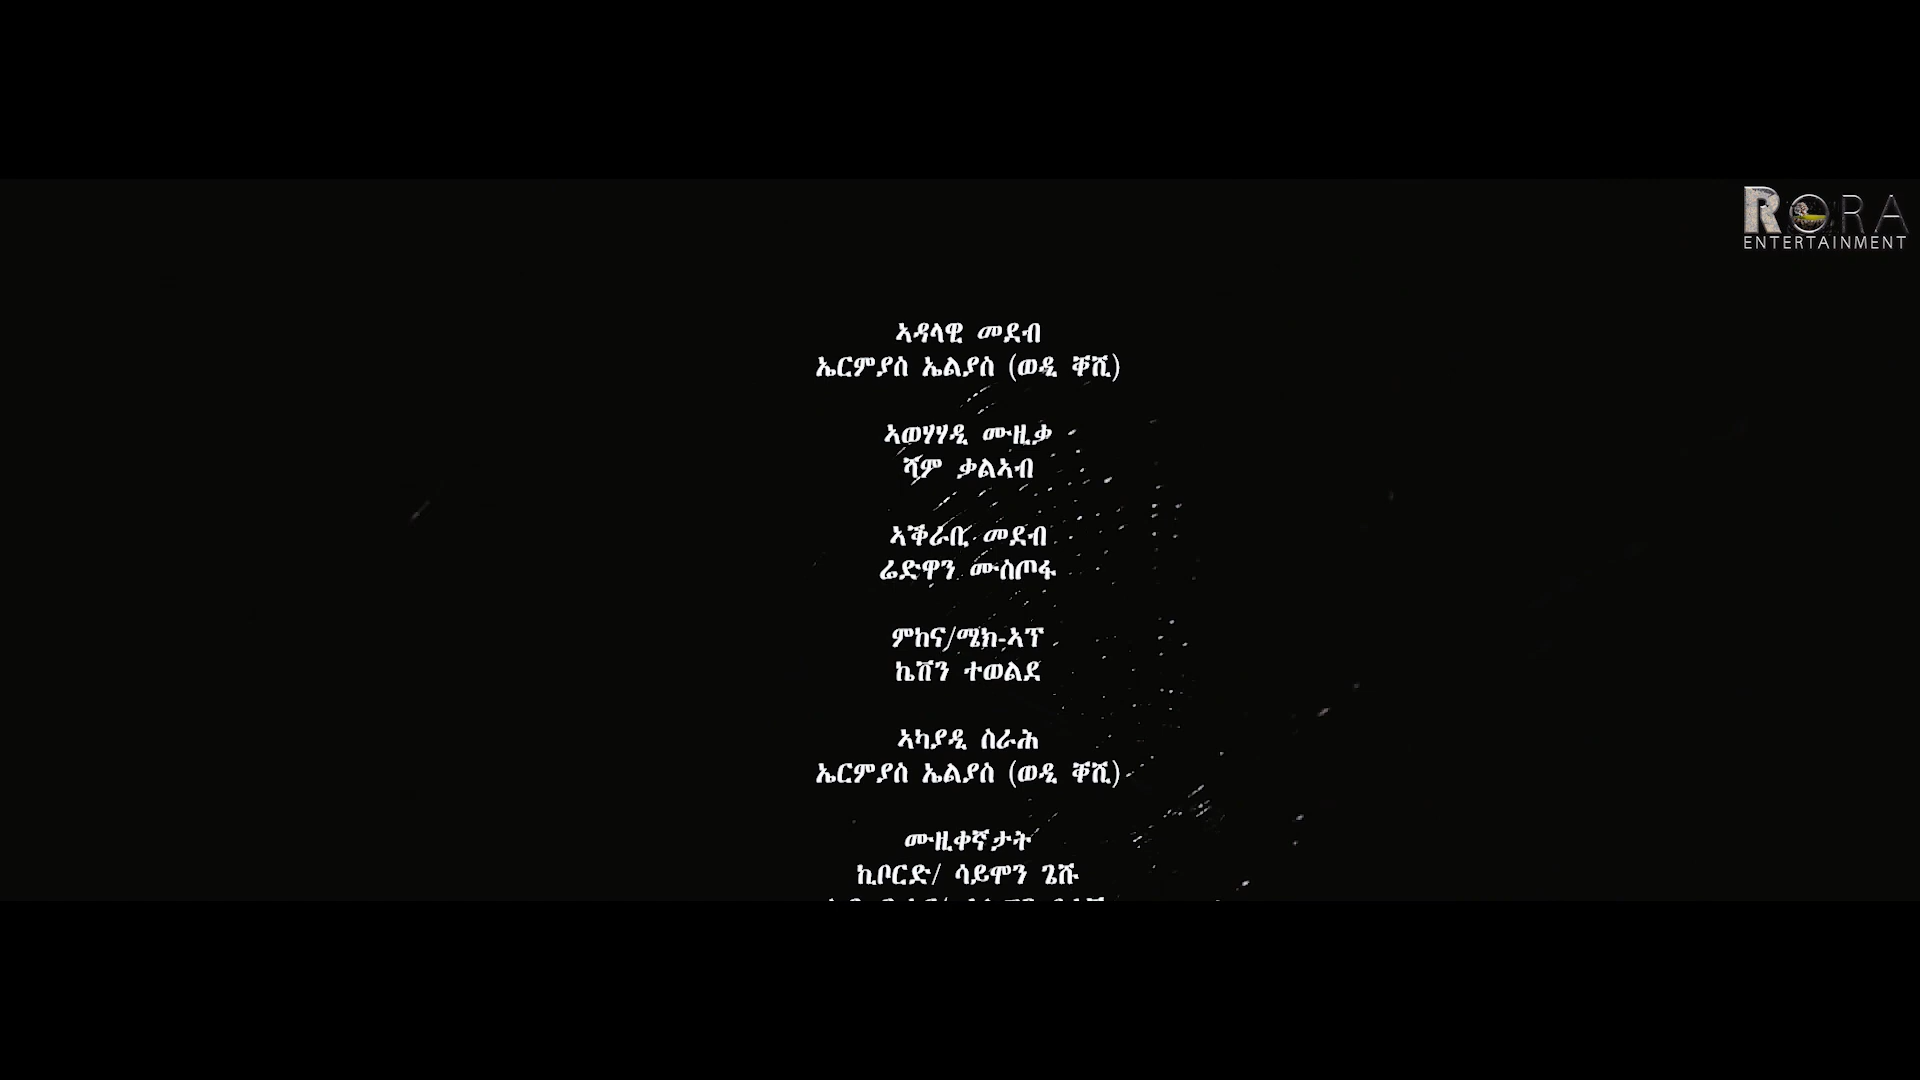 RORA
ENTERTAINMENT
ኣዳላዊ መደብ
ኤርምያስ ኤልያስ (ወዲ ቐሺ)
ኣወሃሃዲ ሙዚቃ
ሻም ቃልኣብ
ኣቕራቢ መደብ
ሬድዋን ሙስጦፋ
ምከና/ሜክ-ኣፕ
ኬሸን ተወልደ
ኣካያዲ ስራሕ
ኤርምያስ ኤልያስ (ወዲ ቐሺ)
ሙዚቀኛታት
ኪቦርድ/ ሳይሞን ጌሹ